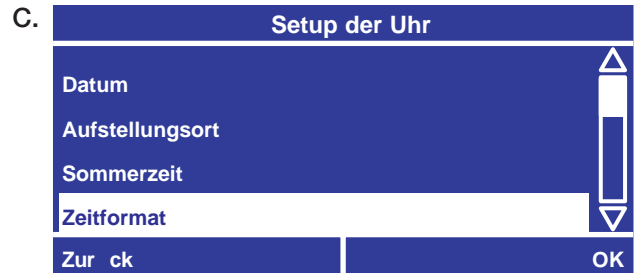 C.
Setup der Uhr
Datum
Aufstellungsort
Sommerzeit
Zeitformat
Zur ck OK